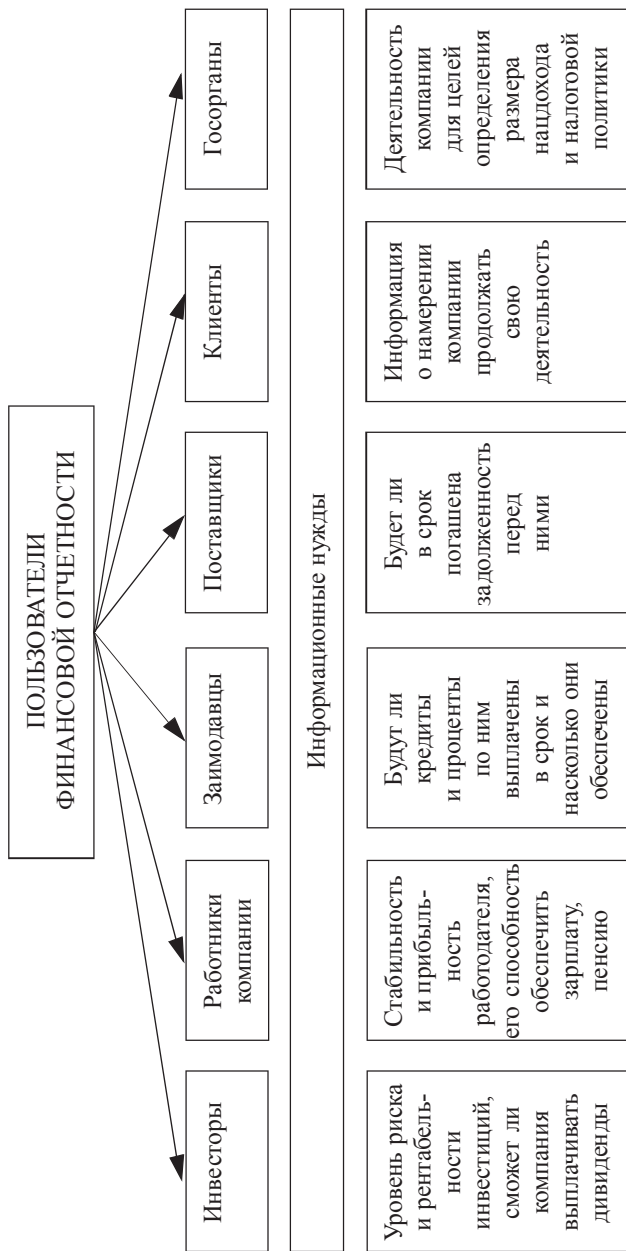 ПОЛЬЗОВАТЕЛИ
ФИНАНСОВОЙ ОТЧЕТНОСТИ
Инвесторы
Работники
компании
Заимодавцы
Поставщики
Клиенты
Госорганы
Информационные нужды
Уровень риска
и рентабель-
ности
инвестиций,
сможет ли
компания
выплачивать
дивиденды
Стабильность
и прибыль-
ность
работодателя,
его способность
обеспечить
зарплату,
пенсию
Будут ли
кредиты
и проценты
по ним
выплачены
в срок и
насколько они
обеспечены
Будет ли
в срок
погашена
задолженность
перед
ними
Информация
о намерении
компании
продолжать
свою
деятельность
Деятельность
компании
для целей
определения
размера
нацдохода
и налоговой
политики